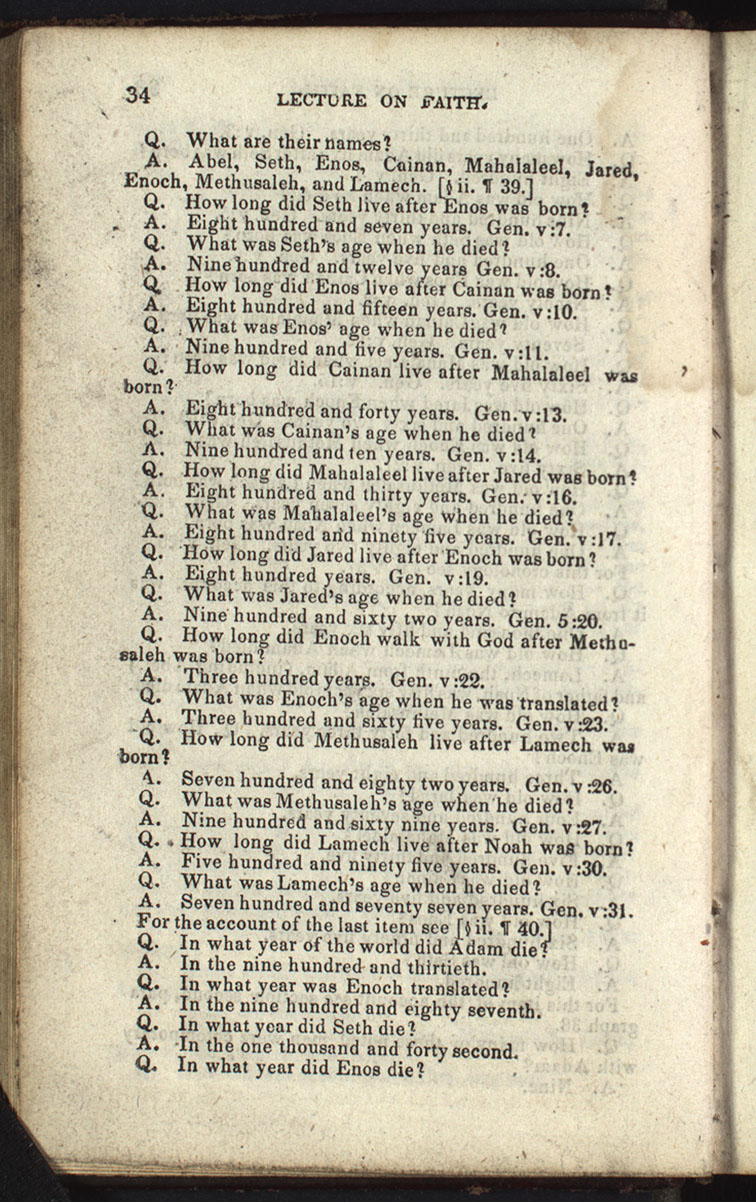 34
LECTURE ON FAITH.
Q. What are their names?
A. Abel, Seth, Enos, Cainan, Mahalaleel, Jared,
Enoch, Methusaleh, and Lamech. [§ ii. ¶ 39.]
Q. How long did Seth live after Enos was born?
A. Eight hundred and seven years. Gen. v:7.
Q. What was Seth's age when he died?
A. Nine hundred and twelve years Gen. v:8.
Q. How long did Enos live after Cainan was born?
A. Eight hundred and fifteen years. Gen. v:10.
Q. What was Enos' age when he died?
A. Nine hundred and five years. Gen. v:11.
Q. How long did Cainan live after Mahalaleel was
born?
A. Eight hundred and forty years. Gen. v:13.
Q. What was Cainan's age when he died?
A. Nine hundred and ten years. Gen. v:14.
Q. How long did Mahalaleel live after Jared was born?
A. Eight hundred and thirty years. Gen. v:16.
Q. What was Mahalaleel's age when he died?
A. Eight hundred and ninety five years. Gen. v:17.
Q. How long did Jared live after Enoch was born?
A. Eight hundred years. Gen. v:19.
Q. What was Jared's age when he died?
A. Nine hundred and sixty two years. Gen. 5:20.
Q. How long did Enoch walk with God after Methu-
saleh was born?
A. Three hundred years. Gen. v:22.
Q. What was Enoch's age when he was translated?
A. Three hundred and sixty five years. Gen. v:23.
Q. How long did Methusaleh live after Lamech was
born?
A. Seven hundred and eighty two years. Gen. v:26.
Q. What was Methusaleh's age when he died?
A. Nine hundred and sixty nine years. Gen. v:27.
Q. How long did Lamech live after Noah was born?
A. Five hundred and ninety five years. Gen. v:30.
Q. What was Lamech's age when he died?
A. Seven hundred and seventy seven years. Gen. v:31.
For the account of the last item see [§ ii. ¶ 40.]
Q. In what year of the world did Adam die?
A. In the nine hundred and thirtieth.
Q. In what year was Enoch translated?
A. In the nine hundred and eighty seventh.
Q. In what year did Seth die?
A. In the one thousand and forty second.
Q. In what year did Enos die?